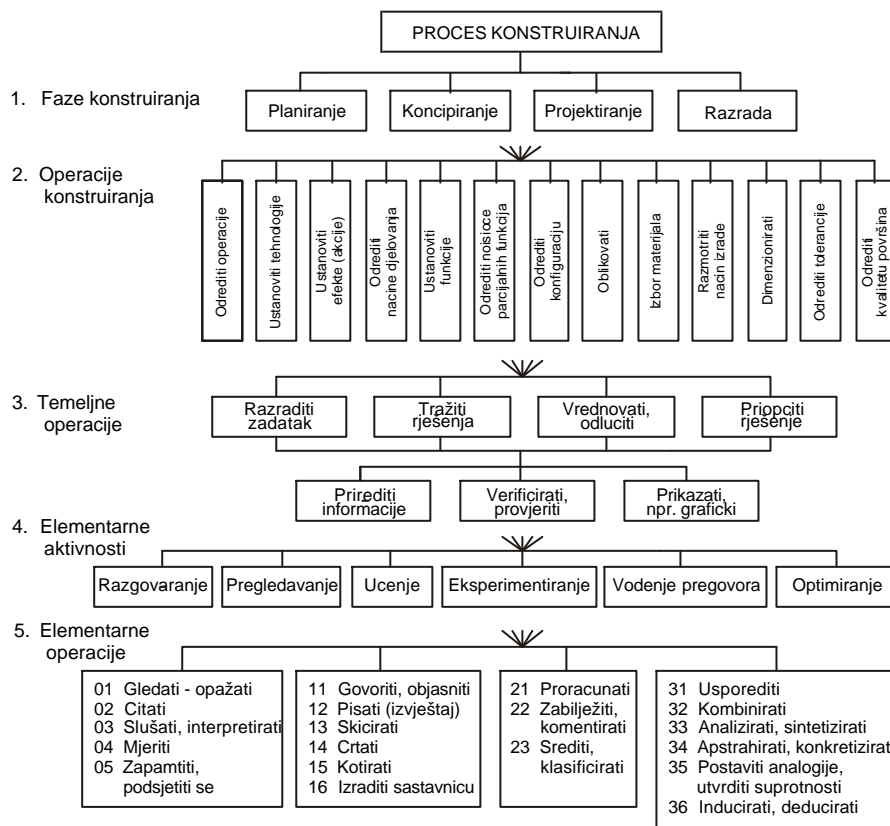 PROCES KONSTRUIRANJA
1. Faze konstruiranja
Planiranje
Koncipiranje
Projektiranje
Razrada
2. Operacije
konstruiranja
Odrediti operacije
Ustanoviti tehnologije
Ustanoviti
efekte (akcije)
Odrediti
nacine djelovanja
Ustanoviti
funkcije
Odrediti noisioce
parcijalnih funkcija
Odrediti
konfiguraciju
Oblikovati
Izbor materijala
Razmotriti
nacin izrade
Dimenzionirati
Odrediti tolerancije
Odrediti
kvalitetu površina
3. Temeljne
operacije
Razraditi
zadatak
Tražiti
rješenja
Vrednovati,
odluciti
Priopciti
rješenje
Prirediti
informacije
Verificirati,
provjeriti
Prikazati,
npr. graficki
4. Elementarne
aktivnosti
Razgovaranje
Pregledavanje
Ucenje
Eksperimentiranje
Vodenje pregovora
Optimiranje
5. Elementarne
operacije
01 Gledati - opažati
02 Citati
03 Slušati, interpretirati
04 Mjeriti
05 Zapamtiti,
podsjetiti se
11 Govoriti, objasniti
12 Pisati (izvještaj)
13 Skicirati
14 Crtati
15 Kotirati
16 Izraditi sastavnicu
21 Proracunati
22 Zabilježiti,
komentirati
23 Srediti,
klasificirati
31 Usporediti
32 Kombinirati
33 Analizirati, sintetizirati
34 Apstrahirati, konkretizirati
35 Postaviti analogije,
utvrditi suprotnosti
36 Inducirati, deducirati